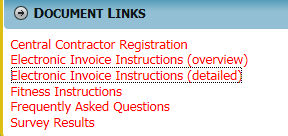 Document Links
Central Contractor Registration
Electronic Invoice Instructions (overview)
Electronic Invoice Instructions (detailed)
Fitness Instructions
Frequently Asked Questions
Survey Results